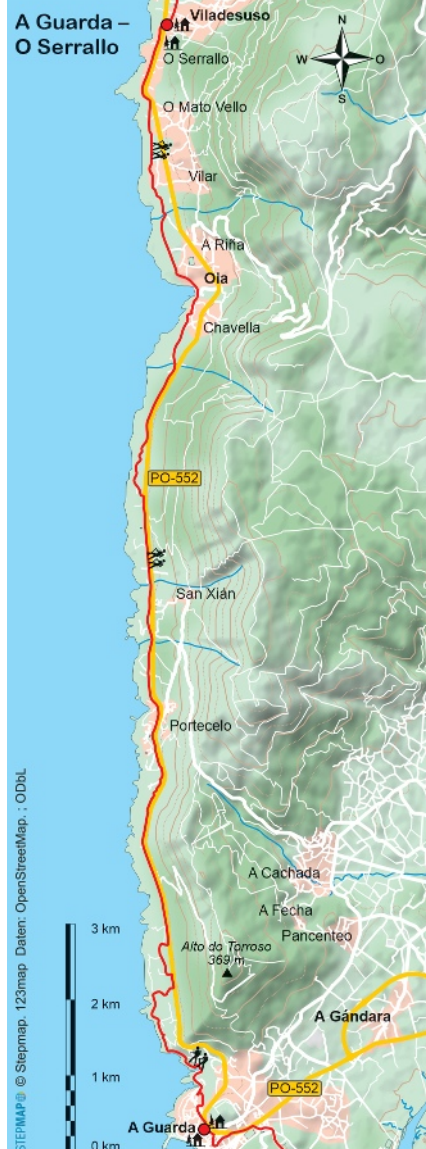 A Guarda –
O Serrallo
Viladesuso
N
W
O
S
O Serrallo
O Mato Vello
Vilar
A Riña
Oia
Chavella
PO-552
San Xián
Portecelo
A Cachada
A Fecha
Pancenteo
Alto do Torroso
369 m
A Gándara
PO-552
A Guarda
3 km
2 km
1 km
0 km
STEPMAP © Stepmap. 123map Daten: OpenStreetMap. ; ODbL